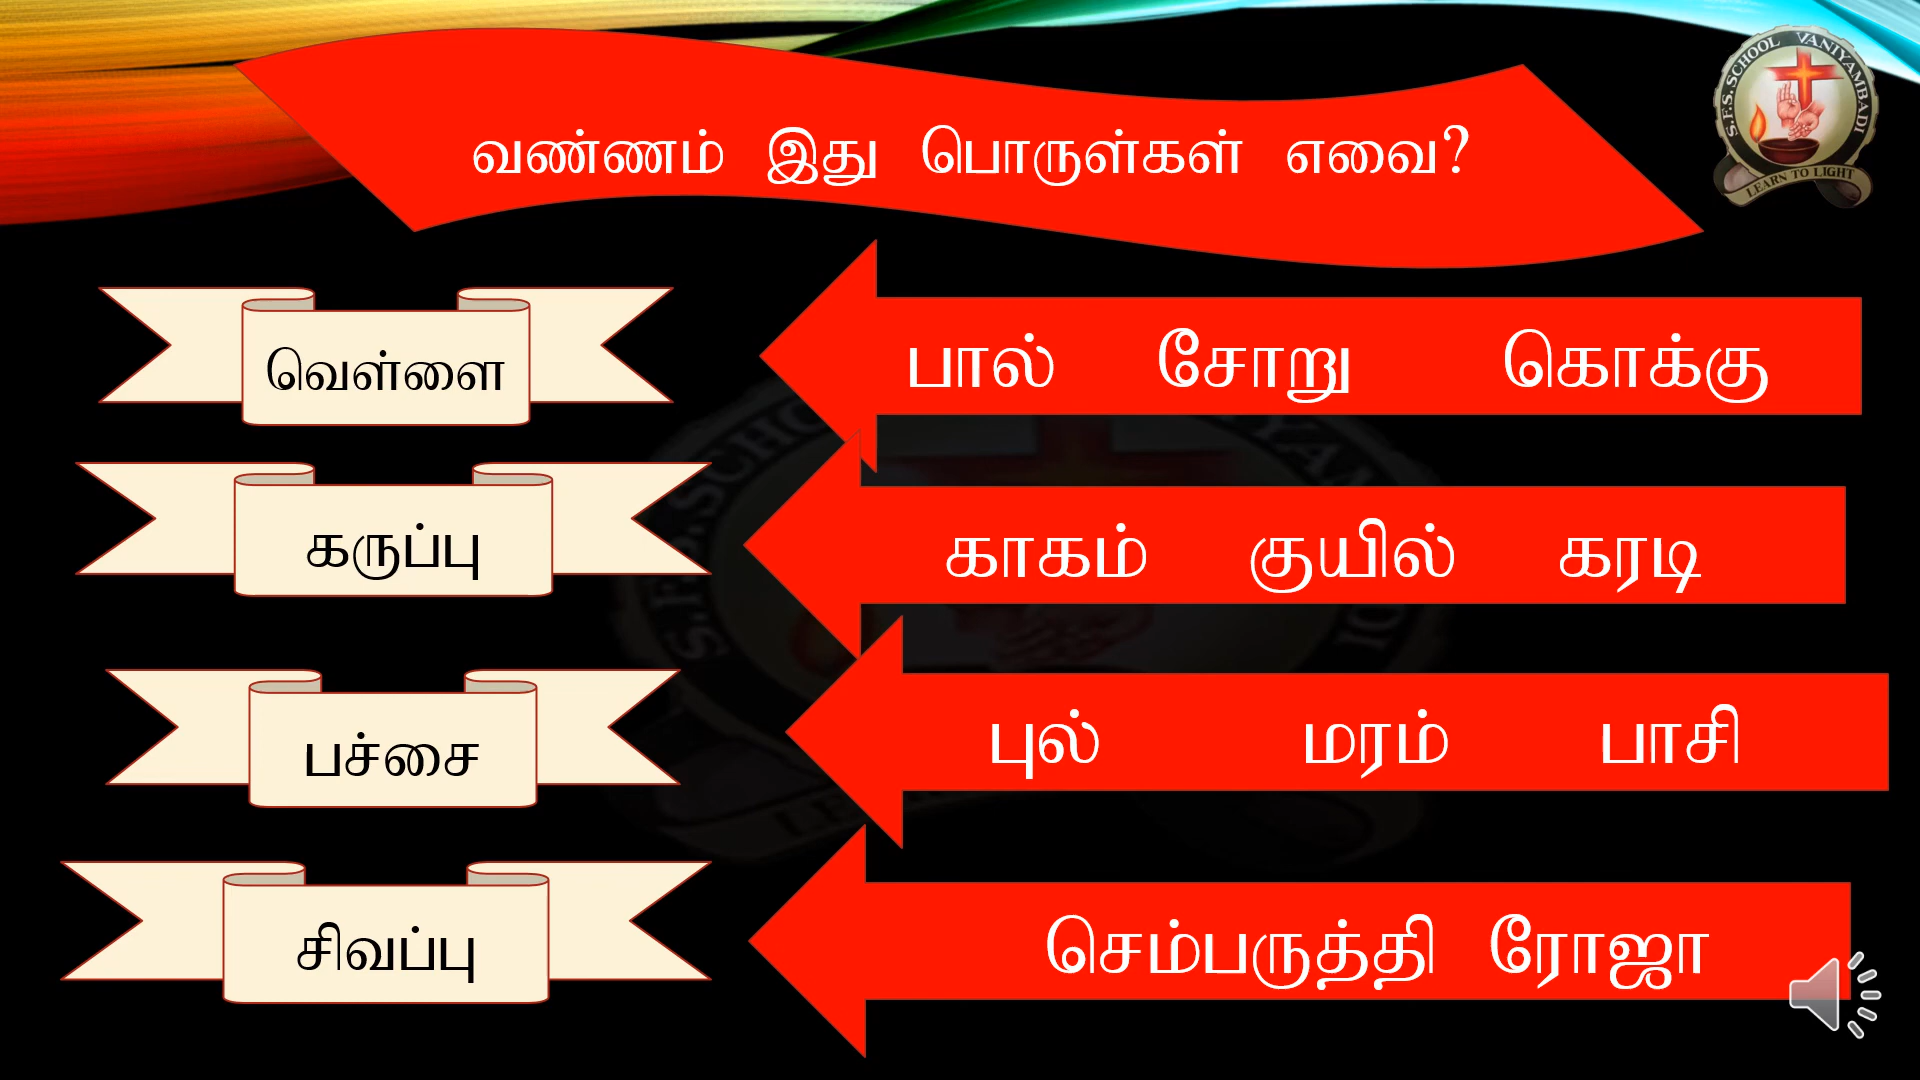 வண்ணம் இது பொருள்கள் எவை?
S.F.S.SCHOOL VANIYAMBADI
LEARN TO LIGHT
வெள்ளை
பால் சோறு கொக்கு
கருப்பு
காகம் குயில் கரடி
பச்சை
புல் மரம் பாசி
சிவப்பு
செம்பருத்தி ரோஜா